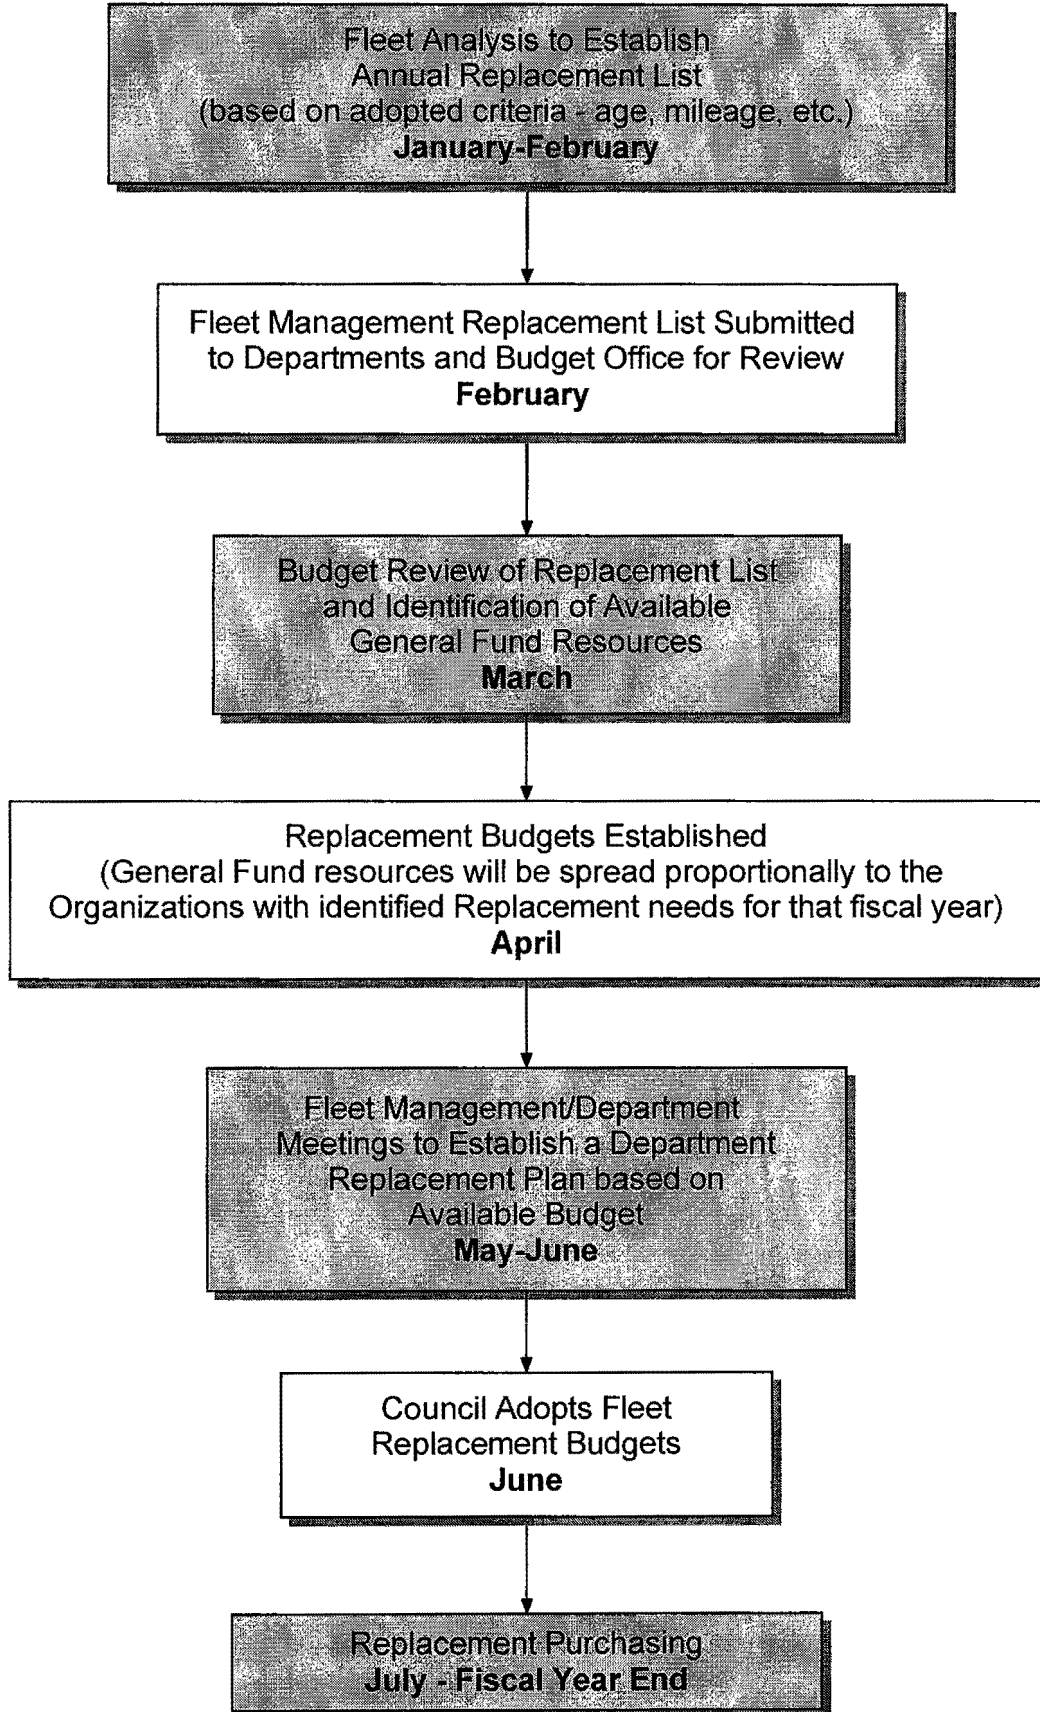 Fleet Analysis to Establish
Annual Replacement List
(based on adopted criteria - age, mileage, etc.)
January-February
Fleet Management Replacement List Submitted
to Departments and Budget Office for Review
February
Budget Review of Replacement List
and Identification of Available
General Fund Resources
March
Replacement Budgets Established
(General Fund resources will be spread proportionally to the
Organizations with identified Replacement needs for that fiscal year)
April
Fleet Management/Department
Meetings to Establish a Department
Replacement Plan based on
Available Budget
May-June
Council Adopts Fleet
Replacement Budgets
June
Replacement Purchasing
July - Fiscal Year End